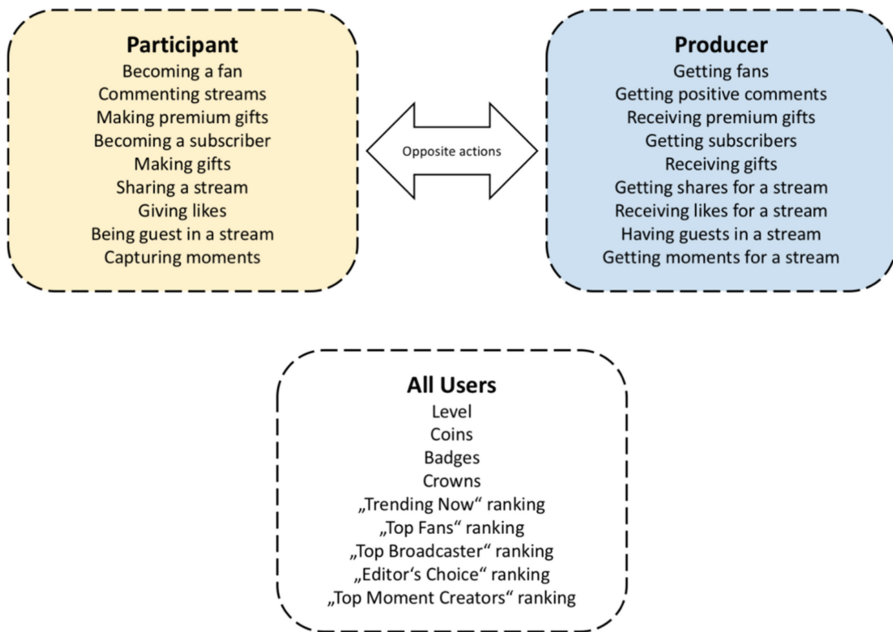 Participant
Becoming a fan
Commenting streams
Making premium gifts
Becoming a subscriber
Making gifts
Sharing a stream
Giving likes
Being guest in a stream
Capturing moments
Opposite actions
Producer
Getting fans
Getting positive comments
Receiving premium gifts
Getting subscribers
Receiving gifts
Getting shares for a stream
Receiving likes for a stream
Having guests in a stream
Getting moments for a stream
All Users
Level
Coins
Badges
Crowns
„Trending Now“ ranking
„Top Fans“ ranking
„Top Broadcaster“ ranking
„Editor‘s Choice“ ranking
„Top Moment Creators“ ranking